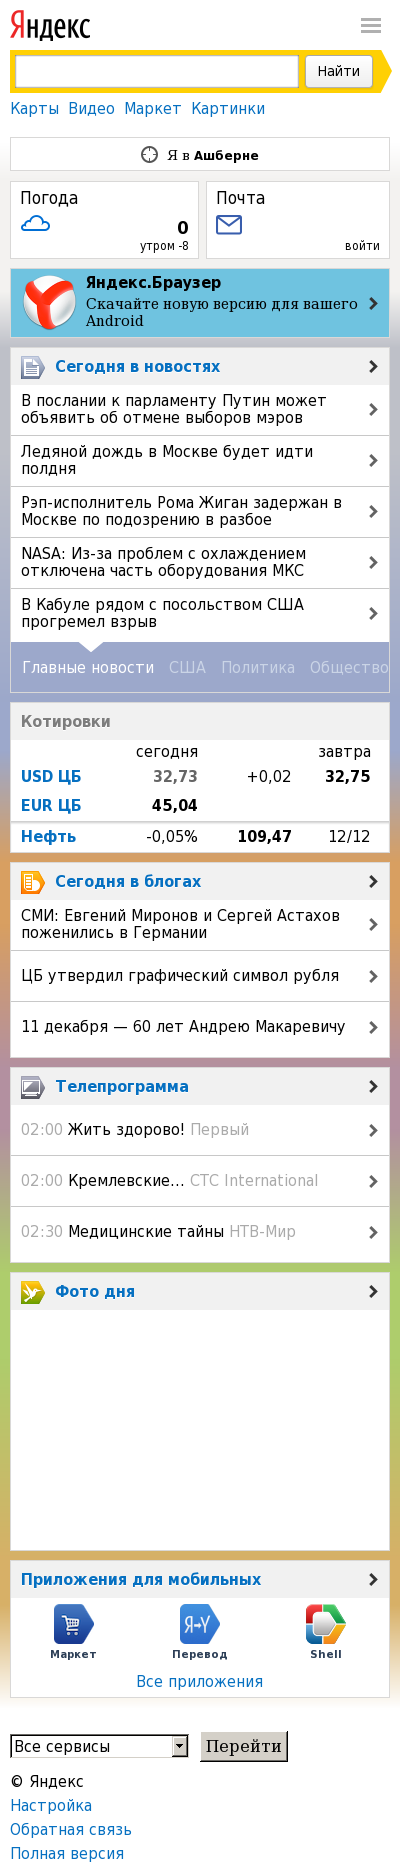 Яндекс
Найти
Карты Видео Маркет Картинки
Я в Ашберне
Погода
0
утром -8
Почта
войти
Яндекс.Браузер
Скачайте новую версию для вашего
Android
Сегодня в новостях
В послании к парламенту Путин может
объявить об отмене выборов мэров
Ледяной дождь в Москве будет идти
полдня
Рэп-исполнитель Рома Жиган задержан в
Москве по подозрению в разбое
NASA: Из-за проблем с охлаждением
отключена часть оборудования МКС
В Кабуле рядом с посольством США
прогремел взрыв
Главные новости США Политика Общество
Котировки
сегодня завтра
USD ЦБ 32,73 +0,02 32,75
EUR ЦБ 45,04
Нефть -0,05% 109,47 12/12
Сегодня в блогах
СМИ: Евгений Миронов и Сергей Астахов
поженились в Германии
ЦБ утвердил графический символ рубля
11 декабря — 60 лет Андрею Макаревичу
Телепрограмма
02:00 Жить здорово! Первый
02:00 Кремлевские... СТС International
02:30 Медицинские тайны НТВ-Мир
Фото дня
Приложения для мобильных
Я→Y
Маркет Перевод Shell
Все приложения
Все сервисы Перейти
© Яндекс
Настройка
Обратная связь
Полная версия